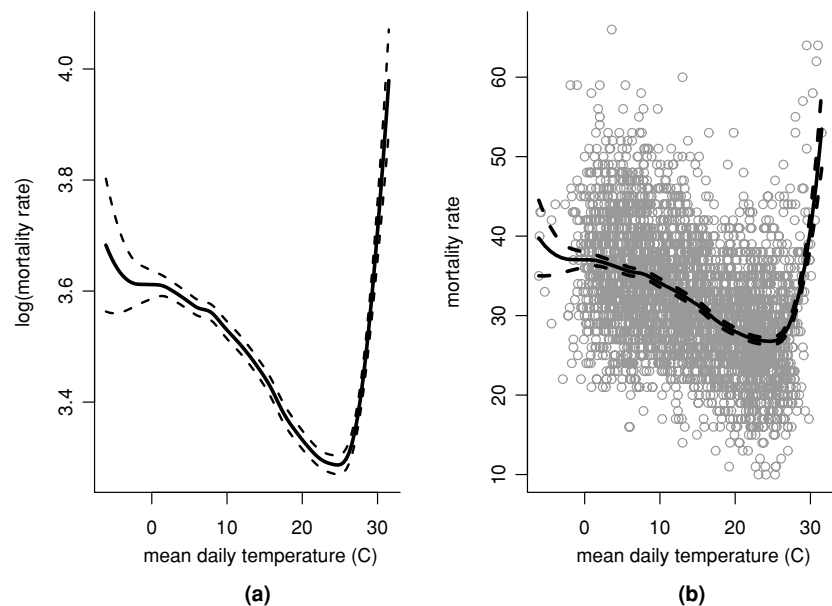 4.0
3.8
3.6
3.4
log(mortality rate)
0 10 20 30
mean daily temperature (C)
(a)
60
50
40
30
20
10
mortality rate
0 10 20 30
mean daily temperature (C)
(b)